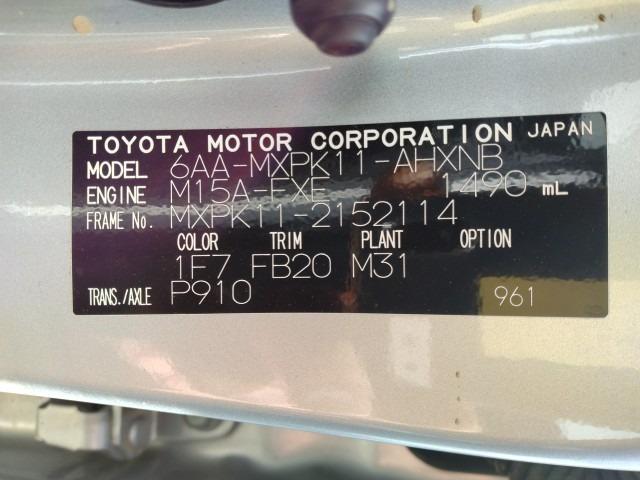 TOYOTA MOTOR CORPORATION JAPAN
MODEL 6AA-MXPK11-AHXNB
ENGINE M15A-FXE 1490 mL
FRAME No. MXPK11-2152114
COLOR TRIM PLANT OPTION
1F7 FB20 M31
TRANS./AXLE P910 961